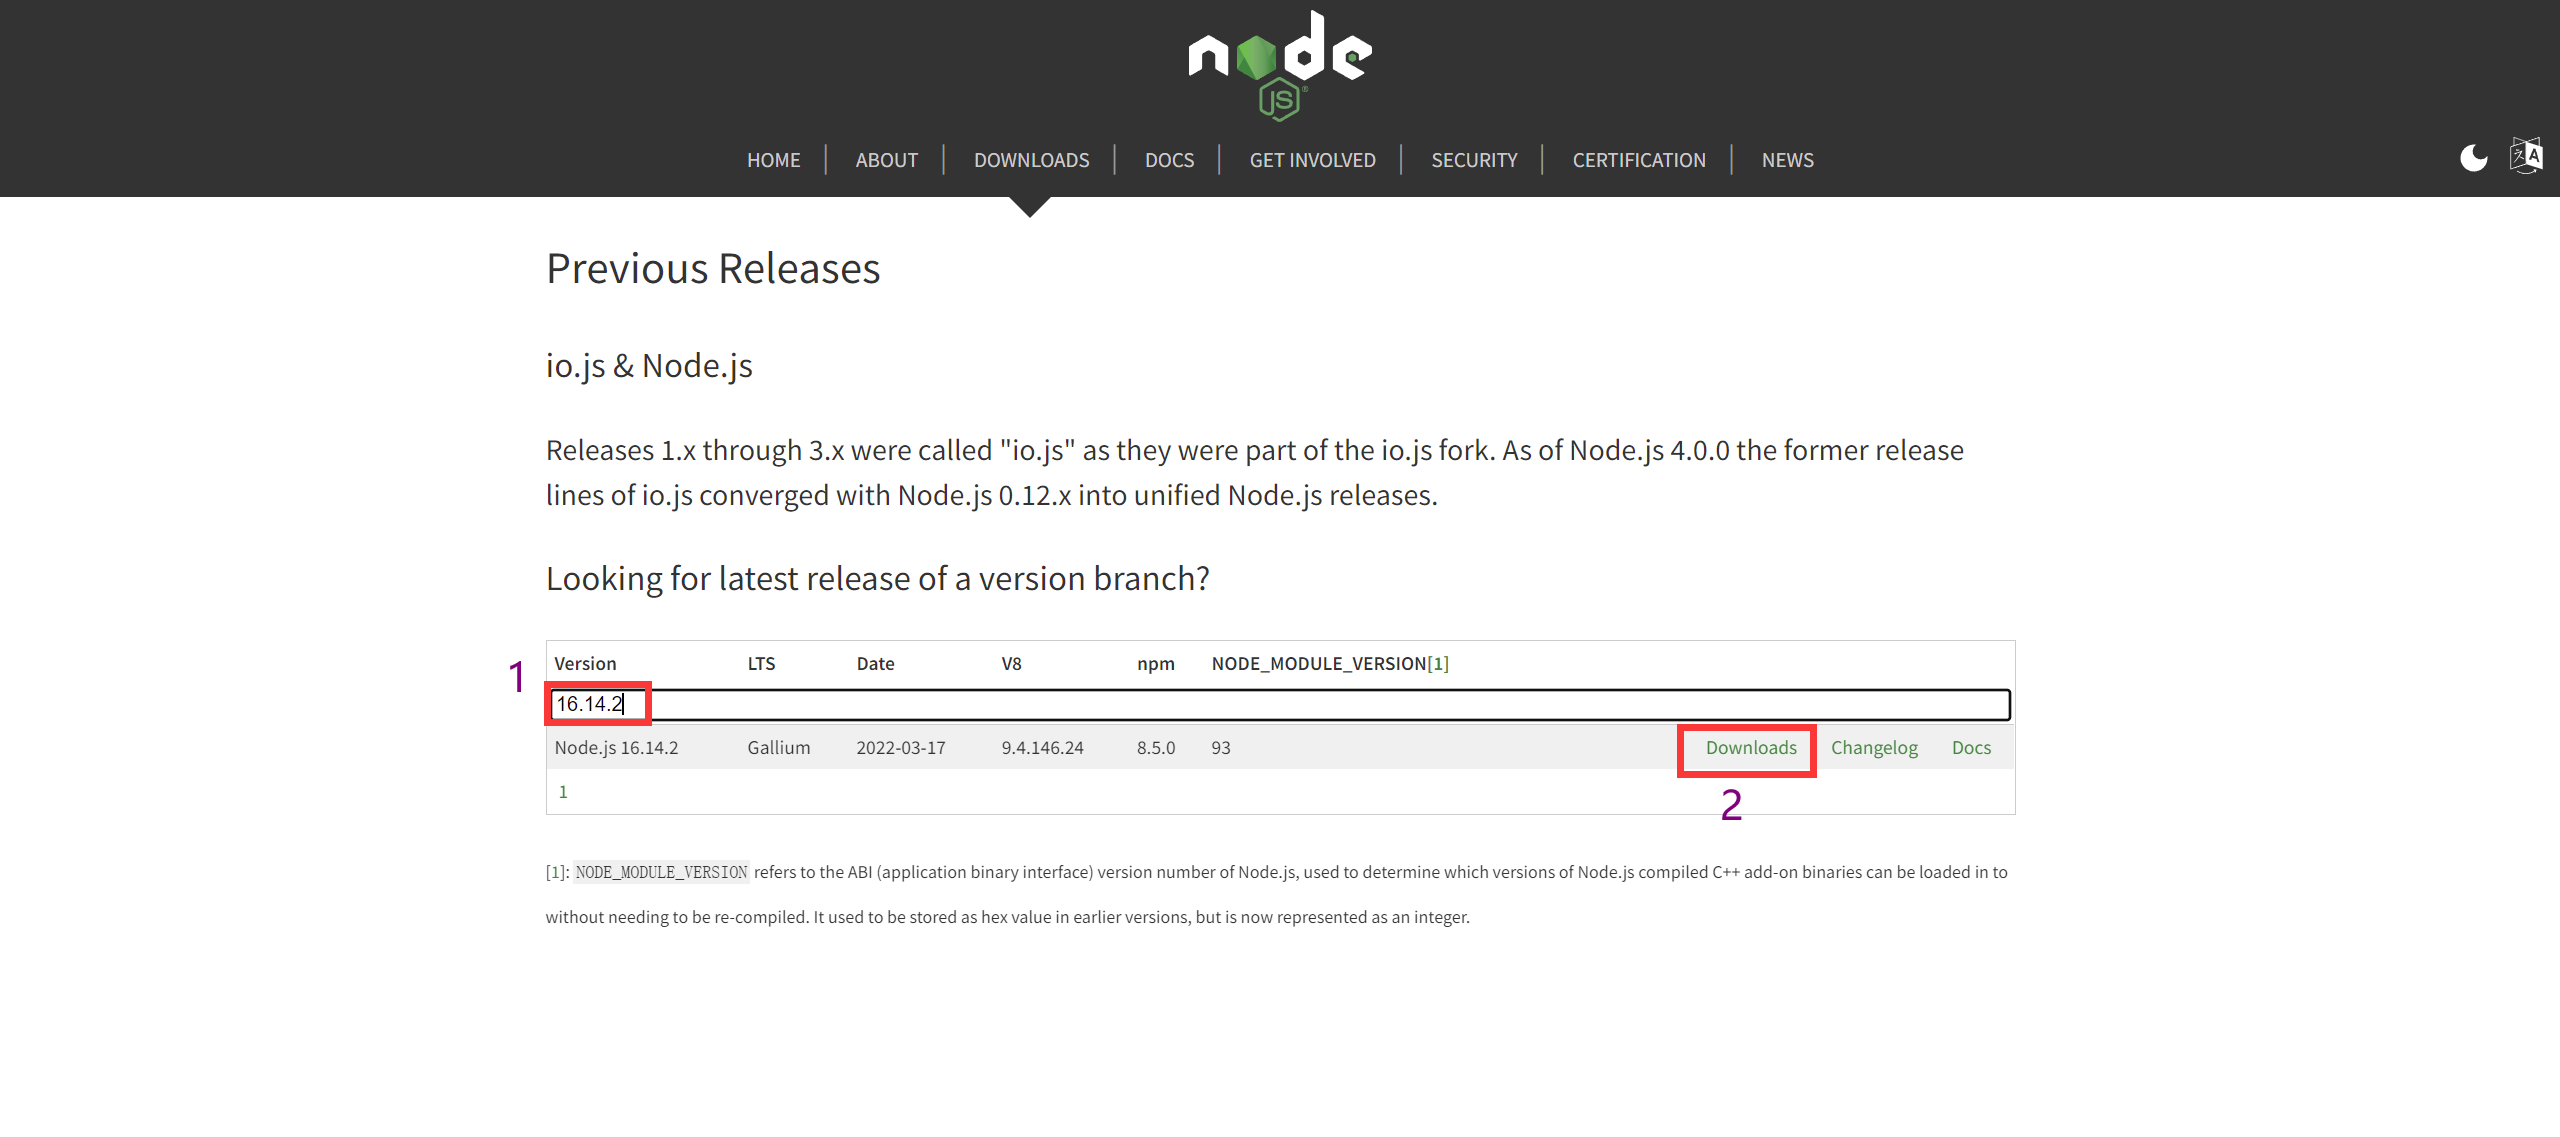 node
JS®
HOME ABOUT DOWNLOADS DOCS GET INVOLVED SECURITY CERTIFICATION NEWS
Previous Releases
io.js & Node.js
Releases 1.x through 3.x were called "io.js" as they were part of the io.js fork. As of Node.js 4.0.0 the former release
lines of io.js converged with Node.js 0.12.x into unified Node.js releases.
Looking for latest release of a version branch?
1
Version LTS Date V8 npm NODE_MODULE_VERSION[1]
16.14.2
Node.js 16.14.2 Gallium 2022-03-17 9.4.146.24 8.5.0 93 Downloads Changelog Docs
1
2
[1]: NODE_MODULE_VERSION refers to the ABI (application binary interface) version number of Node.js, used to determine which versions of Node.js compiled C++ add-on binaries can be loaded in to
without needing to be re-compiled. It used to be stored as hex value in earlier versions, but is now represented as an integer.